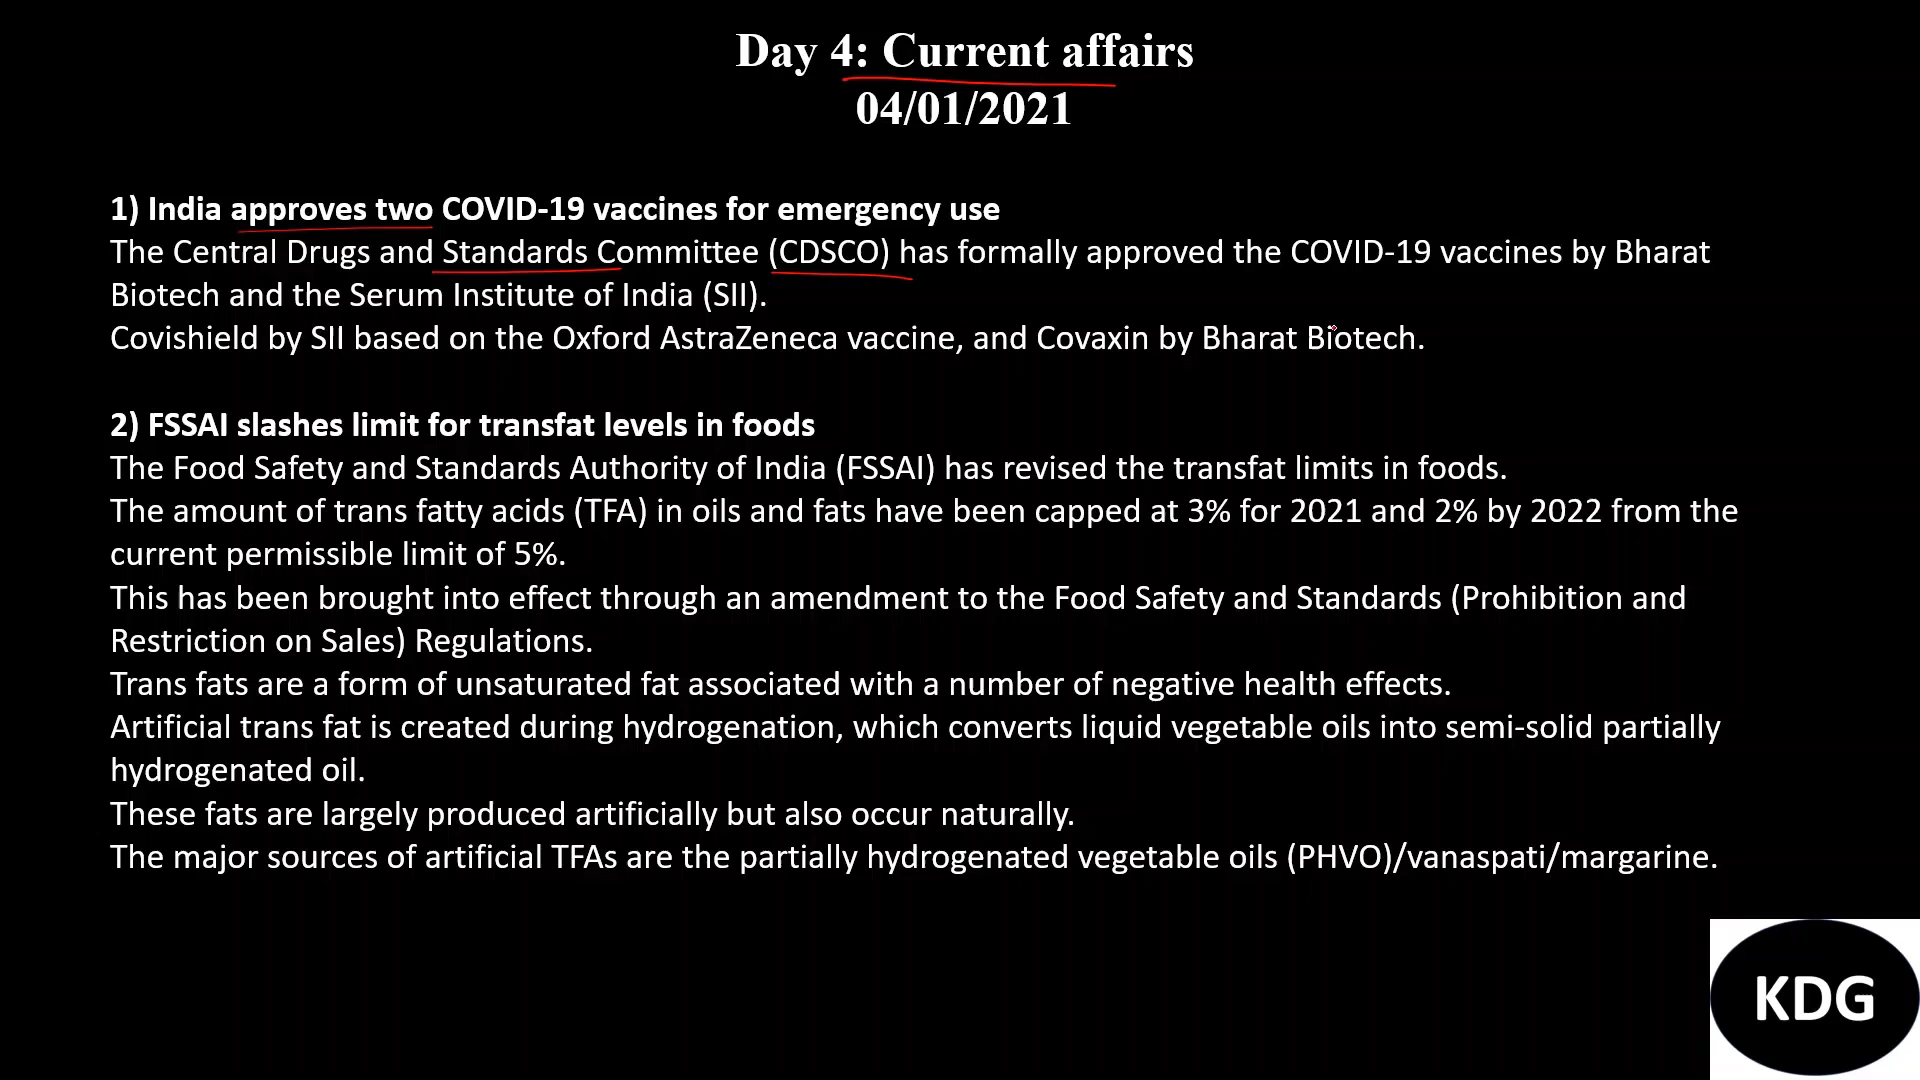 Day 4: Current affairs
04/01/2021
1) India approves two COVID-19 vaccines for emergency use
The Central Drugs and Standards Committee (CDSCO) has formally approved the COVID-19 vaccines by Bharat
Biotech and the Serum Institute of India (SII).
Covishield by SII based on the Oxford AstraZeneca vaccine, and Covaxin by Bharat Biotech.
2) FSSAI slashes limit for transfat levels in foods
The Food Safety and Standards Authority of India (FSSAI) has revised the transfat limits in foods.
The amount of trans fatty acids (TFA) in oils and fats have been capped at 3% for 2021 and 2% by 2022 from the
current permissible limit of 5%.
This has been brought into effect through an amendment to the Food Safety and Standards (Prohibition and
Restriction on Sales) Regulations.
Trans fats are a form of unsaturated fat associated with a number of negative health effects.
Artificial trans fat is created during hydrogenation, which converts liquid vegetable oils into semi-solid partially
hydrogenated oil.
These fats are largely produced artificially but also occur naturally.
The major sources of artificial TFAs are the partially hydrogenated vegetable oils (PHVO)/vanaspati/margarine.
KDG